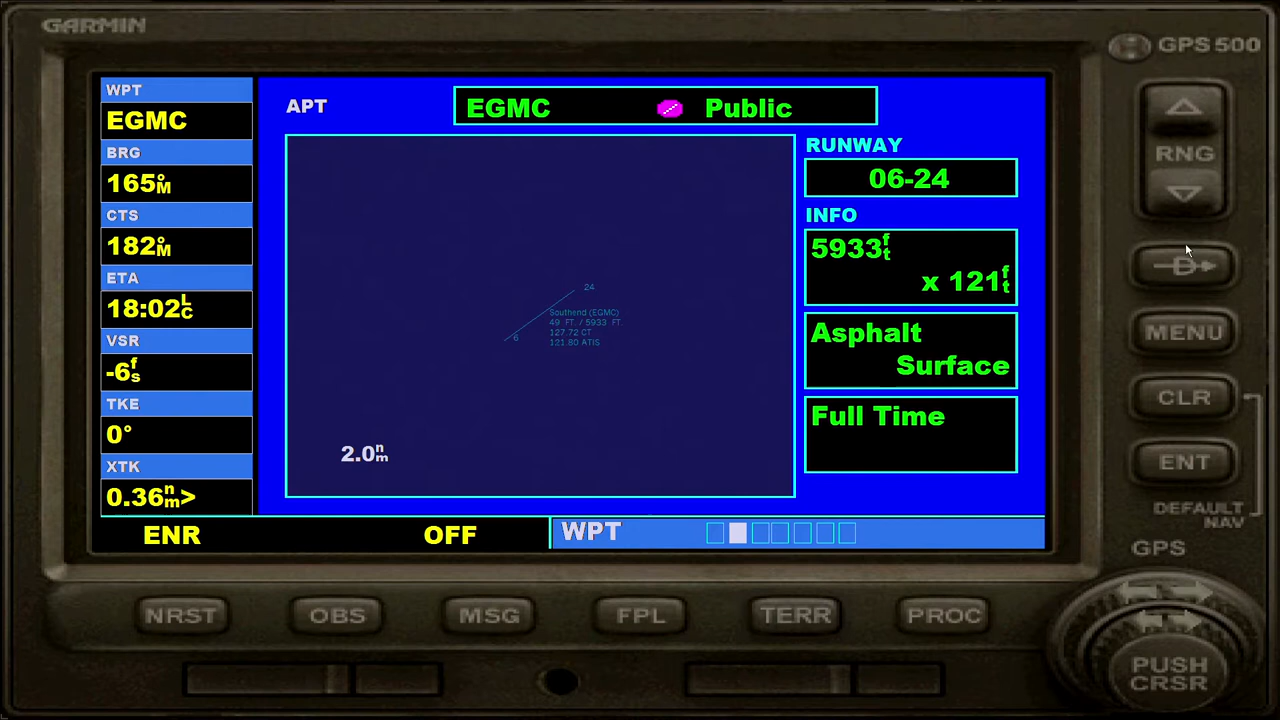 GARMIN
GPS 500
WPT
EGMC
BRG
165°M
CTS
182°M
ETA
18:02LC
VSR
-6fs
TKE
0°
XTK
0.36nm>
APT
EGMC
Public
24
Southend (EGMC)
49 FT. / 5933 FT.
127.72 CT
121.80 ATIS
6
2.0nm
RUNWAY
06-24
INFO
5933ft
x 121ft
Asphalt
Surface
Full Time
ENR
OFF
WPT
RNG
D
MENU
CLR
ENT
DEFAULT
NAV
GPS
NRST
OBS
MSG
FPL
TERR
PROC
PUSH
CRSR